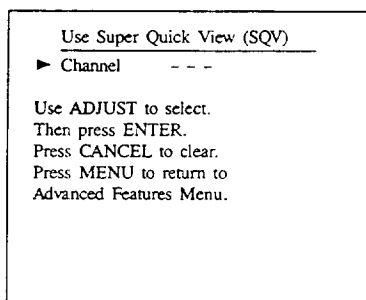 Use Super Quick View (SQV)
► Channel - - -
Use ADJUST to select.
Then press ENTER.
Press CANCEL to clear.
Press MENU to return to
Advanced Features Menu.